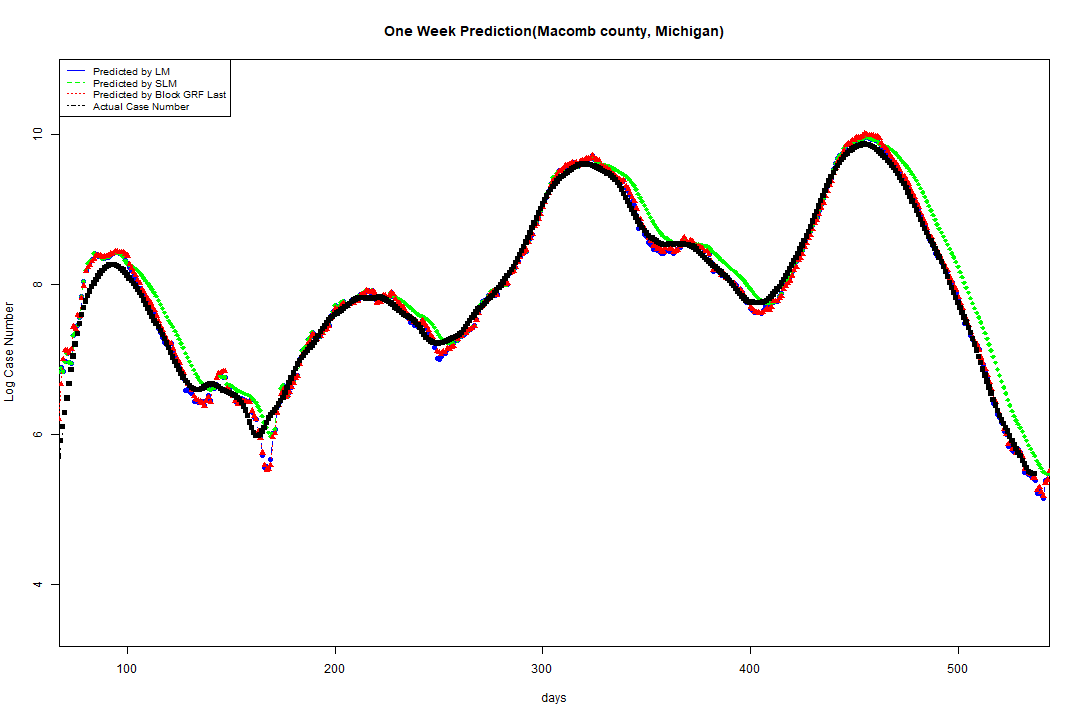 One Week Prediction(Macomb county, Michigan)
Predicted by LM
Predicted by SLM
Predicted by Block GRF Last
Actual Case Number
Log Case Number
10
8
6
4
100 200 300 400 500
days